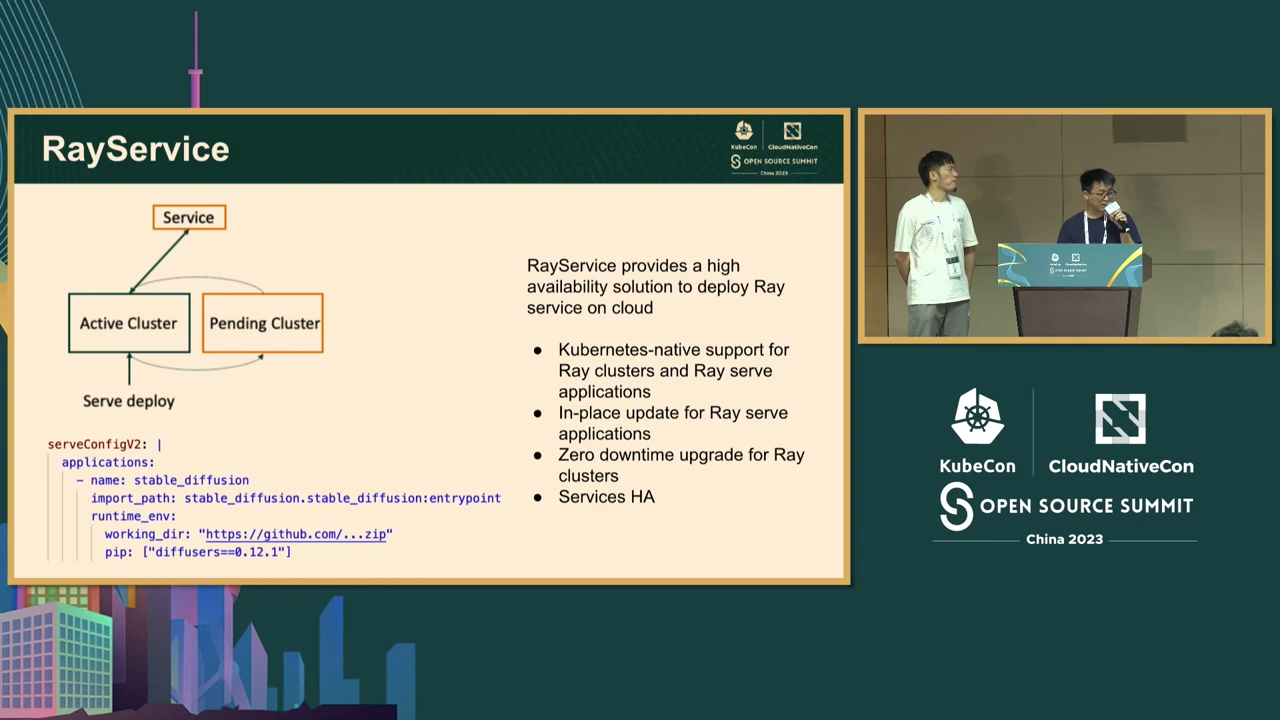 RayService
KubeCon
CloudNativeCon
OPEN SOURCE SUMMIT
China 2023
Service
Active Cluster
Pending Cluster
Serve deploy
serveConfigV2: |
applications:
- name: stable_diffusion
import_path: stable_diffusion.stable_diffusion:entrypoint
runtime_env:
working_dir: "https://github.com/...zip"
pip: ["diffusers==0.12.1"]
RayService provides a high
availability solution to deploy Ray
service on cloud
● Kubernetes-native support for
Ray clusters and Ray serve
applications
● In-place update for Ray serve
applications
● Zero downtime upgrade for Ray
clusters
● Services HA
KubeCon
CloudNativeCon
OPEN SOURCE SUMMIT
China 2023